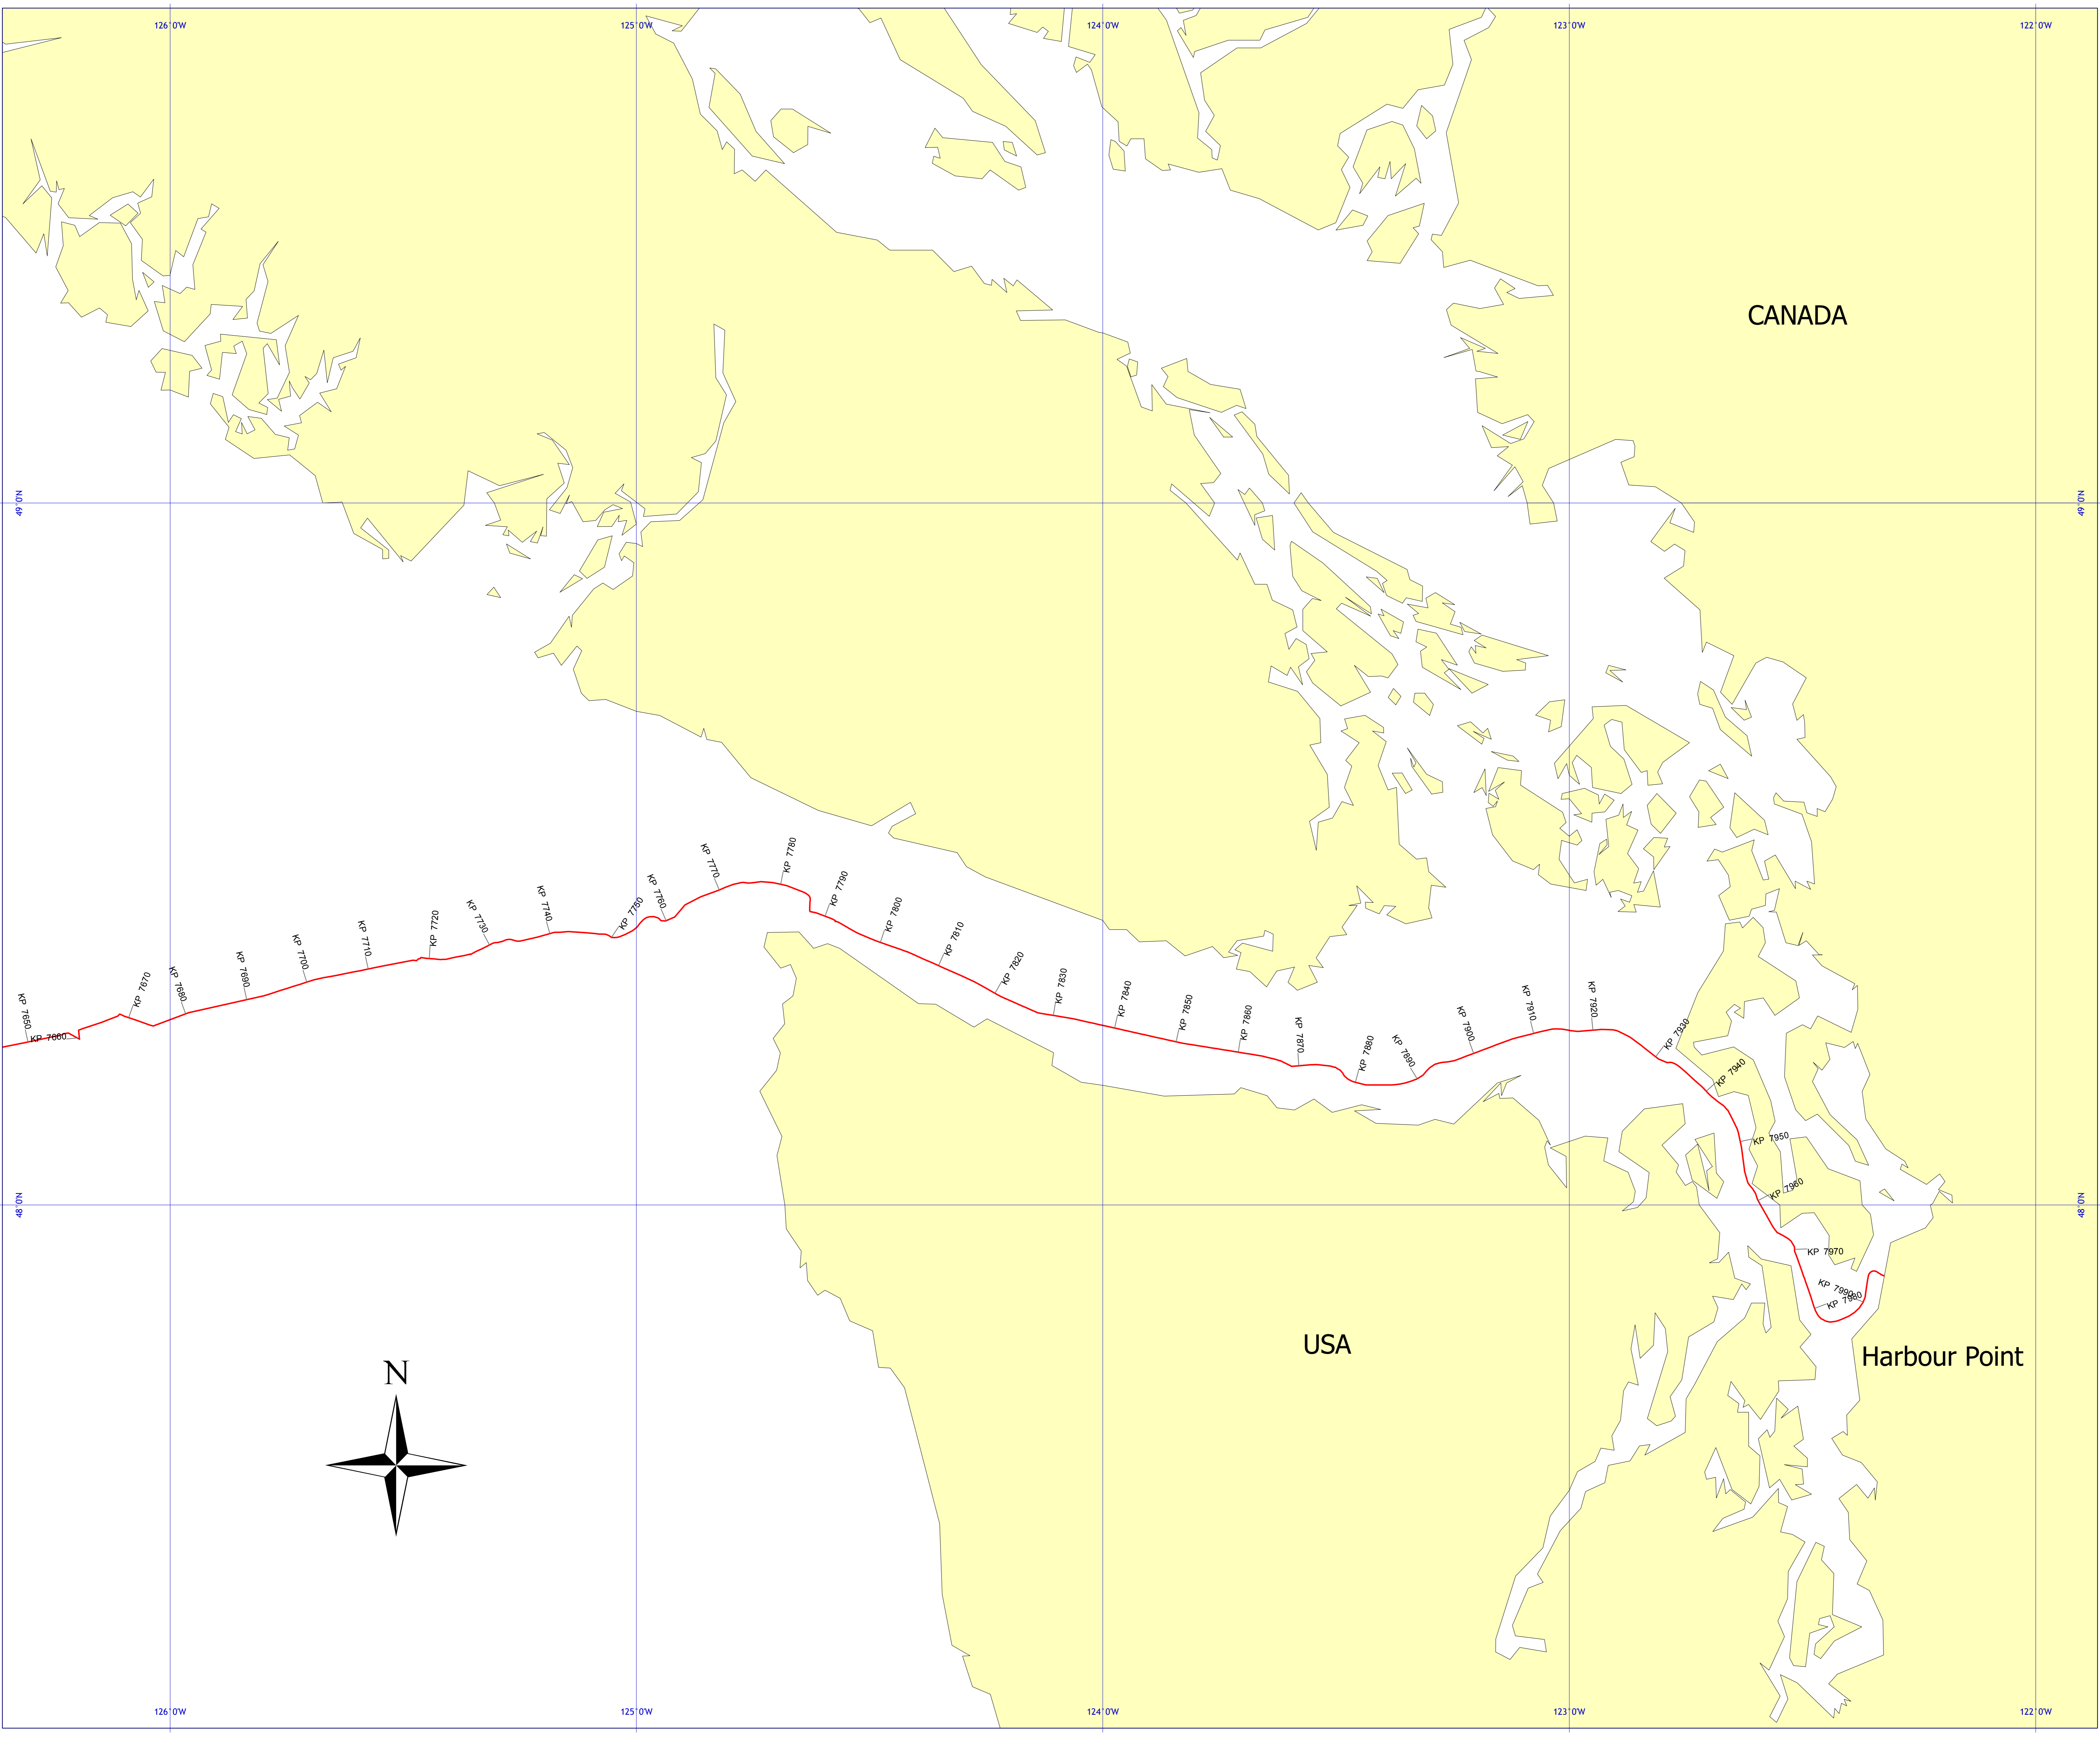 126°0'W
125°0'W
124°0'W
123°0'W
122°0'W
CANADA
49°0'N
49°0'N
KP 7650
KP 7660
KP 7670
KP 7680
KP 7690
KP 7700
KP 7710
KP 7720
KP 7730
KP 7740
KP 7750
KP 7760
KP 7770
KP 7780
KP 7790
KP 7800
KP 7810
KP 7820
KP 7830
KP 7840
KP 7850
KP 7860
KP 7870
KP 7880
KP 7890
KP 7900
KP 7910
KP 7920
KP 7930
KP 7940
KP 7950
KP 7960
KP 7970
KP 7980
KP 7990
48°0'N
48°0'N
USA
Harbour Point
N
126°0'W
125°0'W
124°0'W
123°0'W
122°0'W